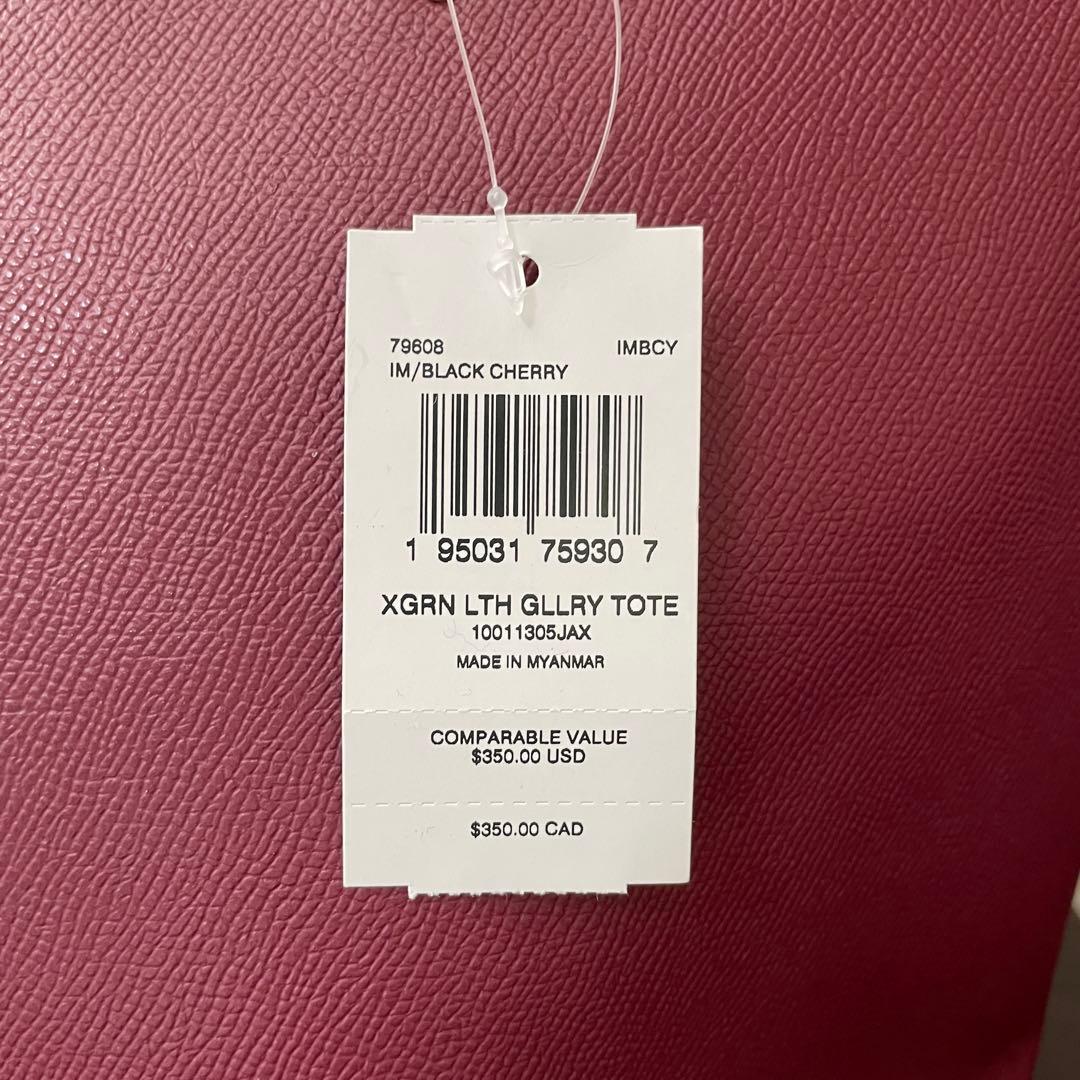 79608 IMBCY
IM/BLACK CHERRY
1 95031 75930 7
XGRN LTH GLLRY TOTE
10011305JAX
MADE IN MYANMAR
COMPARABLE VALUE
$350.00 USD
$350.00 CAD